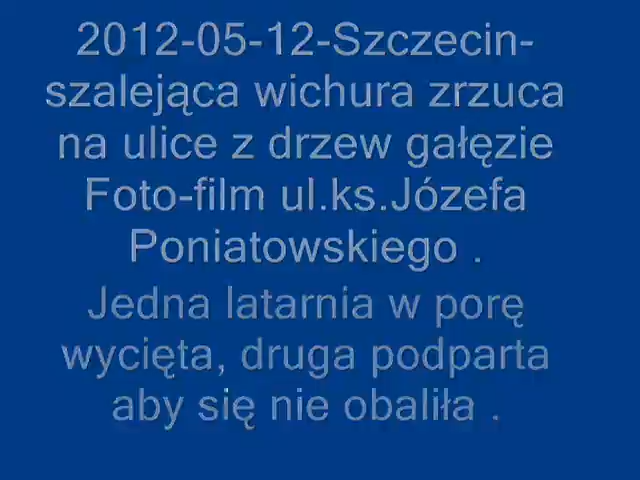 2012-05-12-Szczecin-
szalejąca wichura zrzuca
na ulice z drzew gałęzie
Foto-film ul.ks.Józefa
Poniatowskiego .
Jedna latarnia w porę
wycięta, druga podparta
aby się nie obaliła .